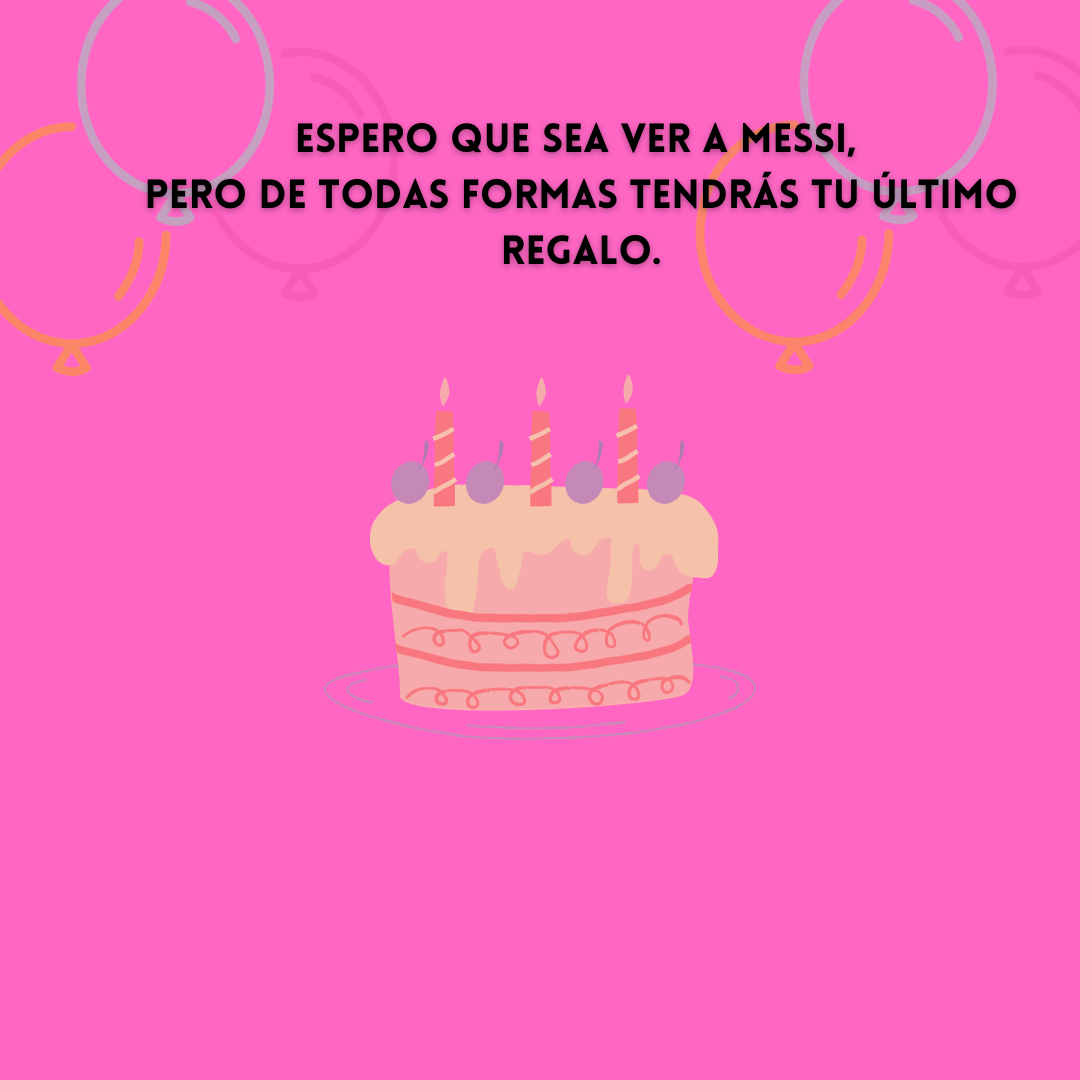 ESPERO QUE SEA VER A MESSI,
PERO DE TODAS FORMAS TENDRÁS TU ÚLTIMO
REGALO.